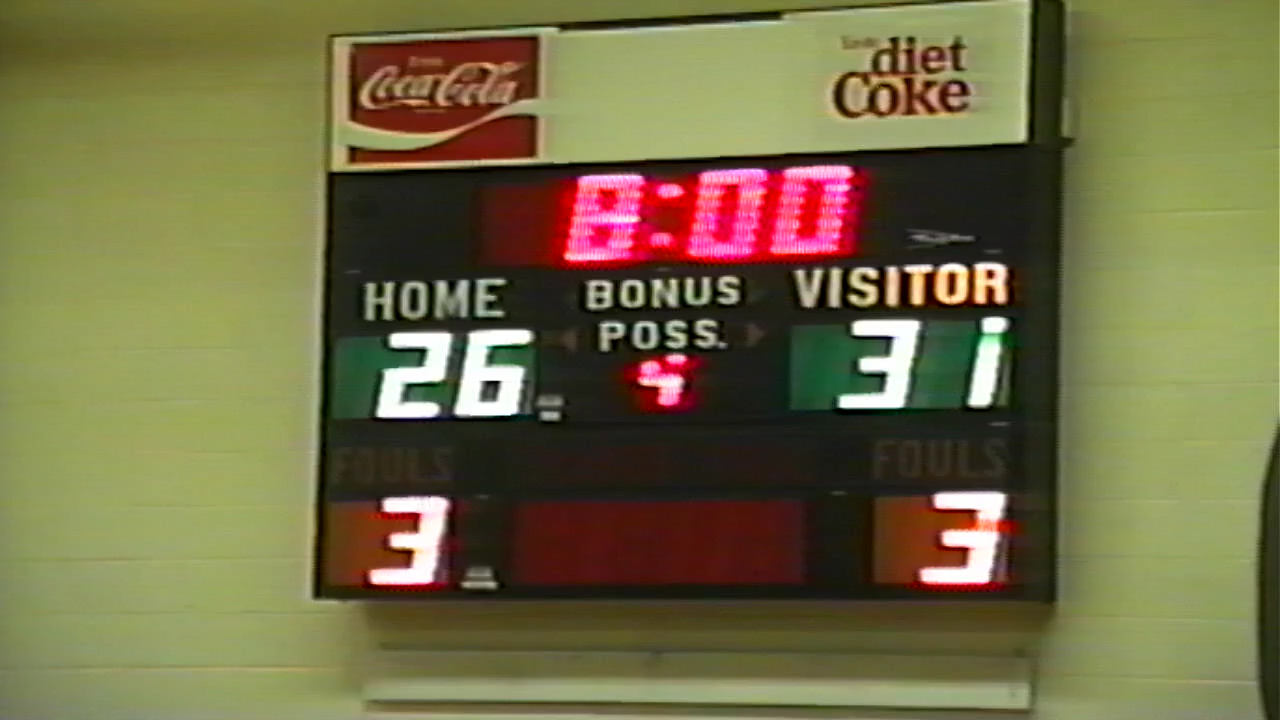 Coca-Cola
diet
Coke
8:00
HOME
BONUS
VISITOR
POSS.
26
4
31
FOULS
FOULS
3
3